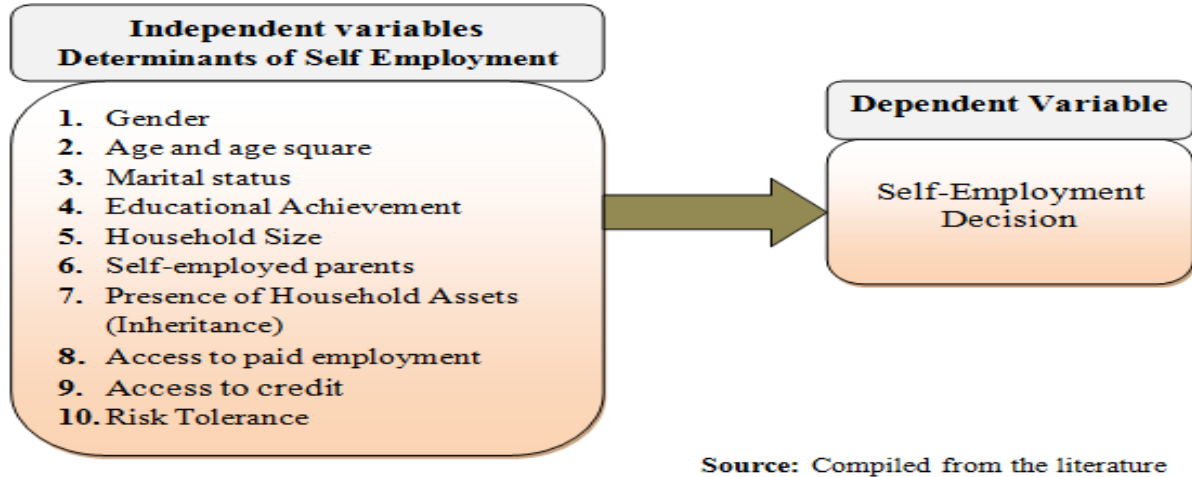 Independent variables
Determinants of Self Employment
1. Gender
2. Age and age square
3. Marital status
4. Educational Achievement
5. Household Size
6. Self-employed parents
7. Presence of Household Assets
(Inheritance)
8. Access to paid employment
9. Access to credit
10. Risk Tolerance
Dependent Variable
Self-Employment
Decision
Source: Compiled from the literature